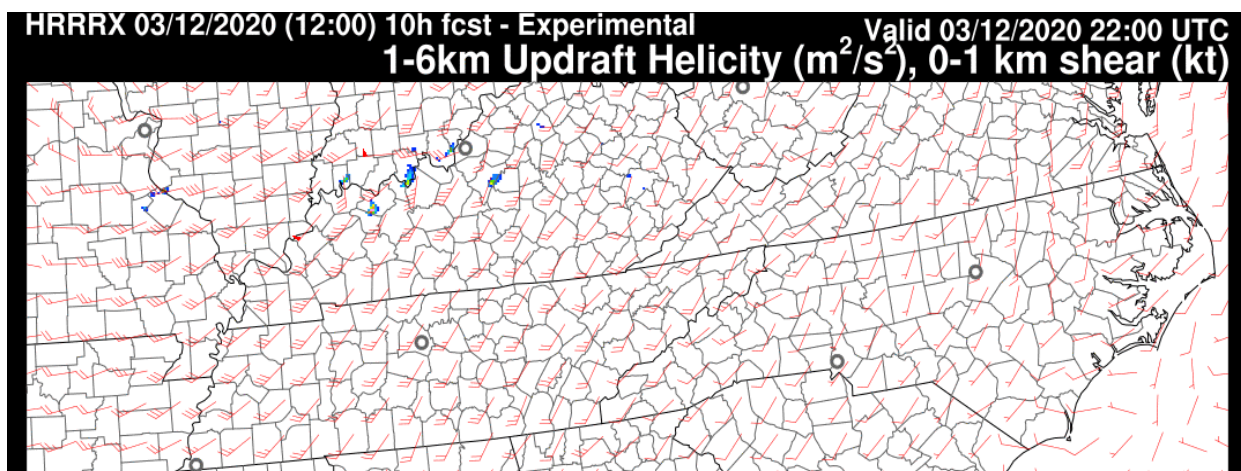 HRRRX 03/12/2020 (12:00) 10h fcst - Experimental
Valid 03/12/2020 22:00 UTC
1-6km Updraft Helicity (m²/s²), 0-1 km shear (kt)